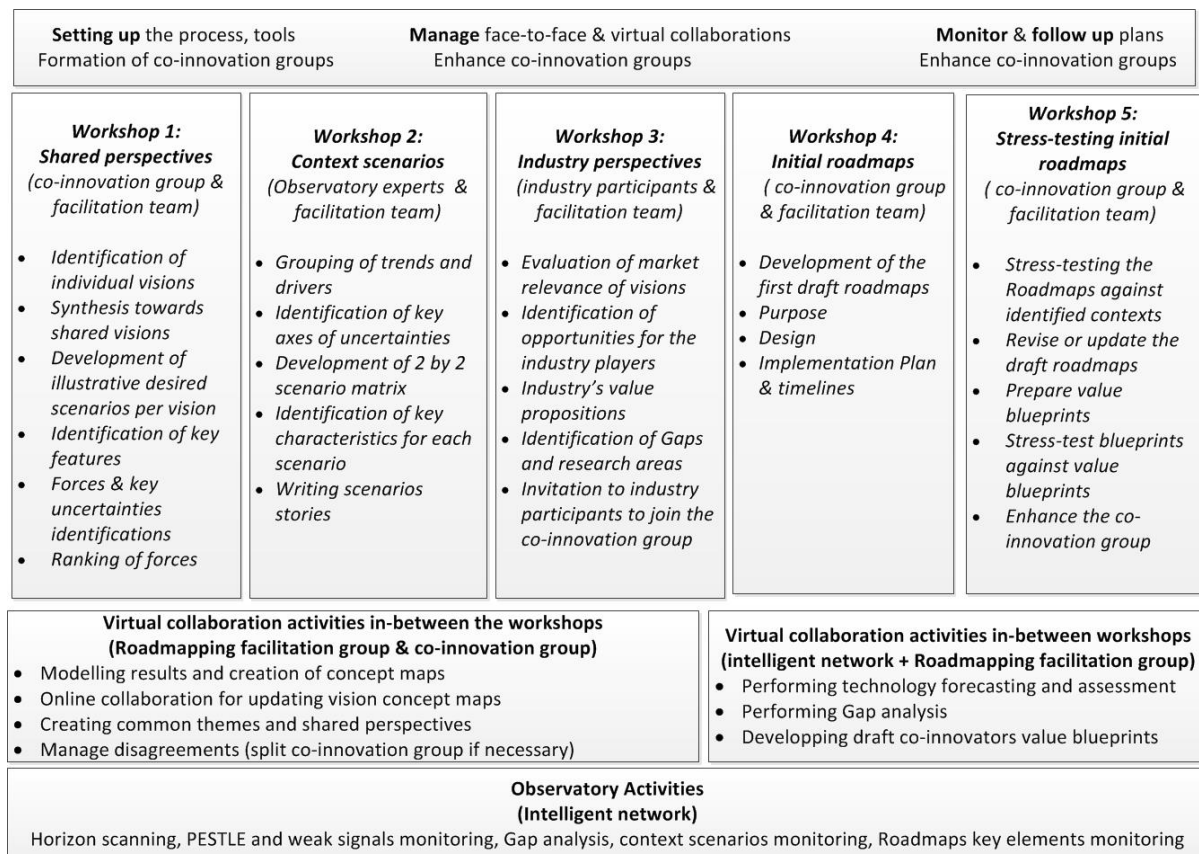 Setting up the process, tools
Formation of co-innovation groups
Manage face-to-face & virtual collaborations
Enhance co-innovation groups
Monitor & follow up plans
Enhance co-innovation groups
Workshop 1:
Shared perspectives
(co-innovation group &
facilitation team)
• Identification of
individual visions
• Synthesis towards
shared visions
• Development of
illustrative desired
scenarios per vision
• Identification of key
features
• Forces & key
uncertainties
identifications
• Ranking of forces
Workshop 2:
Context scenarios
(Observatory experts &
facilitation team)
• Grouping of trends and
drivers
• Identification of key
axes of uncertainties
• Development of 2 by 2
scenario matrix
• Identification of key
characteristics for each
scenario
• Writing scenarios
stories
Workshop 3:
Industry perspectives
(industry participants &
facilitation team)
• Evaluation of market
relevance of visions
• Identification of
opportunities for the
industry players
• Industry's value
propositions
• Identification of Gaps
and research areas
• Invitation to industry
participants to join the
co-innovation group
Workshop 4:
Initial roadmaps
( co-innovation group
& facilitation team)
• Development of the
first draft roadmaps
• Purpose
• Design
• Implementation Plan
& timelines
Workshop 5:
Stress-testing initial
roadmaps
( co-innovation group &
facilitation team)
• Stress-testing the
Roadmaps against
identified contexts
• Revise or update the
draft roadmaps
• Prepare value
blueprints
• Stress-test blueprints
against value
blueprints
• Enhance the co-
innovation group
Virtual collaboration activities in-between the workshops
(Roadmapping facilitation group & co-innovation group)
• Modelling results and creation of concept maps
• Online collaboration for updating vision concept maps
• Creating common themes and shared perspectives
• Manage disagreements (split co-innovation group if necessary)
Virtual collaboration activities in-between workshops
(intelligent network + Roadmapping facilitation group)
• Performing technology forecasting and assessment
• Performing Gap analysis
• Developping draft co-innovators value blueprints
Observatory Activities
(Intelligent network)
Horizon scanning, PESTLE and weak signals monitoring, Gap analysis, context scenarios monitoring, Roadmaps key elements monitoring